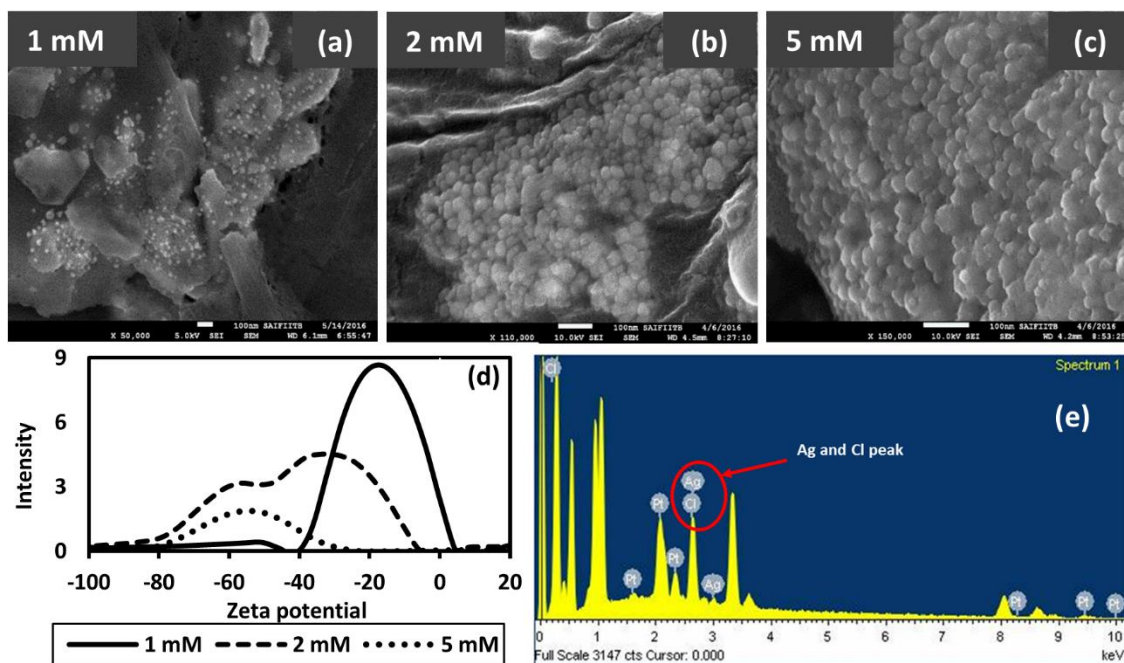 1 mM (a)
2 mM (b)
5 mM (c)
100nm SAIFIITB 5/14/2016
X 50,000 5.0kV SEI SEM WD 6.1mm 6:55:47
100nm SAIFIITB 4/6/2016
X 110,000 10.0kV SEI SEM WD 4.5mm 8:27:10
100nm SAIFIITB 4/6/2016
X 150,000 10.0kV SEI SEM WD 4.2mm 8:53:25
(d)
Intensity
9
6
3
0
-100 -80 -60 -40 -20 0 20
Zeta potential
1 mM 2 mM 5 mM
Spectrum 1
(e)
Ag and Cl peak
Cl
Ag
Pt Cl
Pt
Pt Ag Pt Pt Pt
0 1 2 3 4 5 6 7 8 9 10
Full Scale 3147 cts Cursor: 0.000 keV